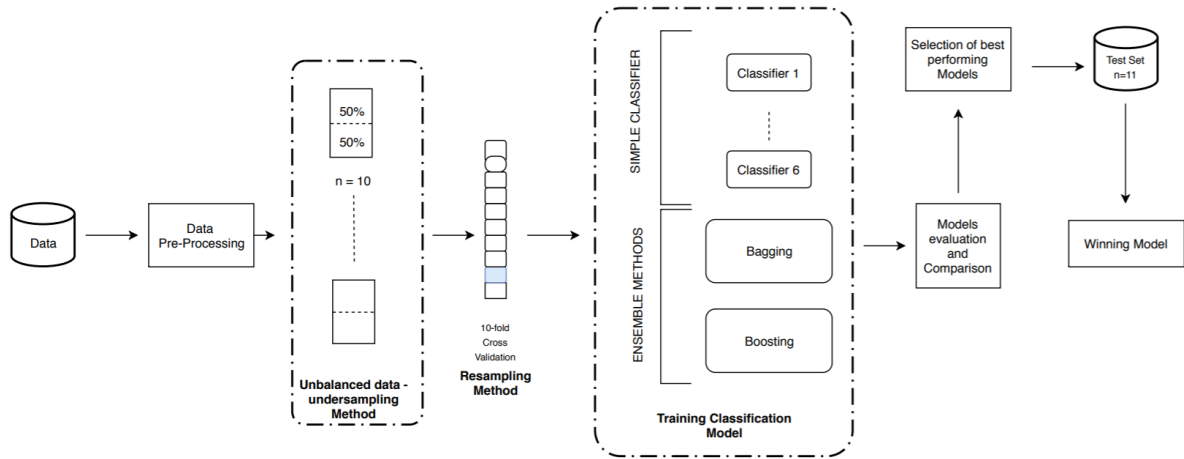 Data
Data
Pre-Processing
50%
50%
n = 10
Unbalanced data -
undersampling
Method
10-fold
Cross
Validation
Resampling
Method
SIMPLE CLASSIFIER
Classifier 1
Classifier 6
ENSEMBLE METHODS
Bagging
Boosting
Training Classification
Model
Models
evaluation
and
Comparison
Selection of best
performing
Models
Test Set
n=11
Winning Model